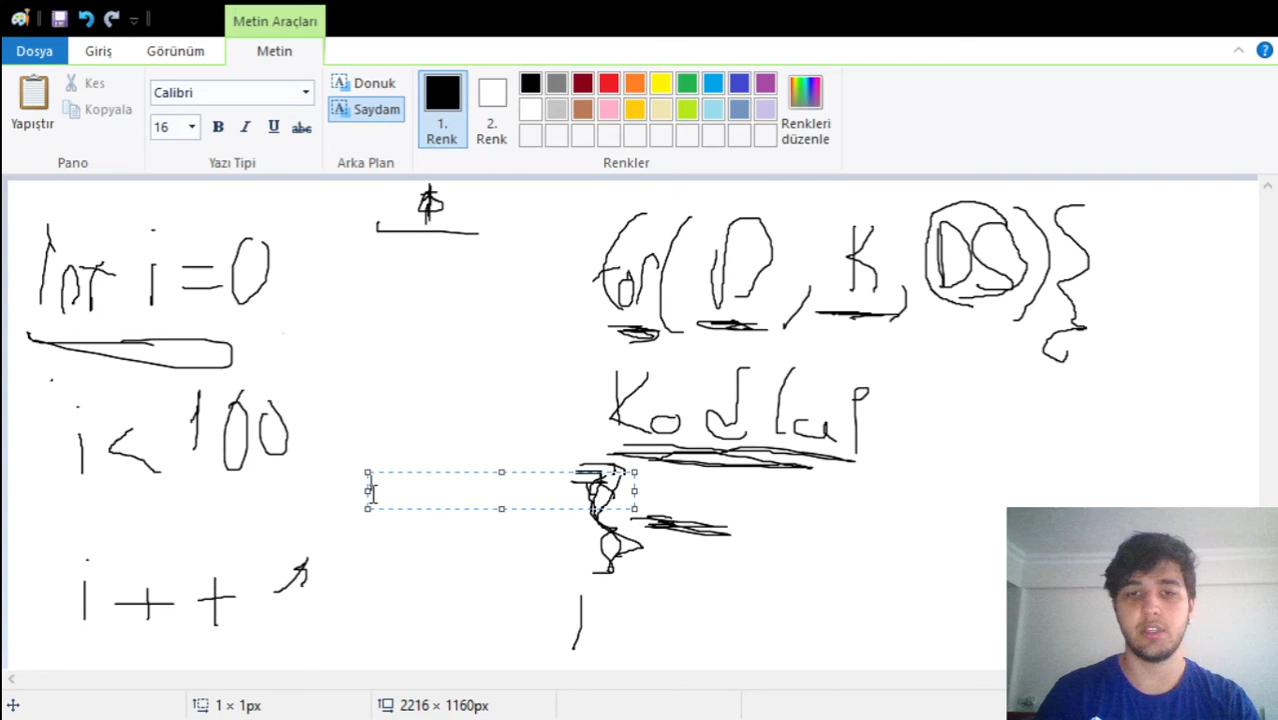 Metin Araçları
Dosya
Giriş
Görünüm
Metin
Yapıştır
Kes
Kopyala
Pano
Calibri
16
B I U abc
Yazı Tipi
Donuk
Saydam
Arka Plan
1. Renk
2. Renk
Renkler
Renkleri düzenle
for i = 0
i < 100
i + +
for ( D , K , DS ) {
Kodlar
1 × 1px
2216 × 1160px